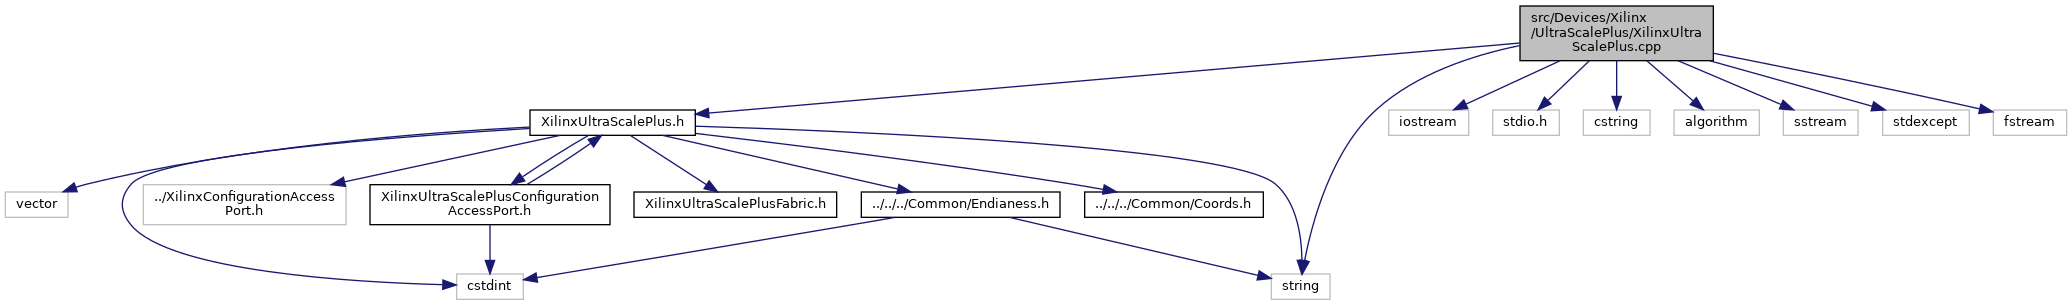 src/Devices/Xilinx
/UltraScalePlus/XilinxUltra
ScalePlus.cpp
XilinxUltraScalePlus.h
iostream
stdio.h
cstring
algorithm
sstream
stdexcept
fstream
vector
../XilinxConfigurationAccess
Port.h
XilinxUltraScalePlusConfiguration
AccessPort.h
XilinxUltraScalePlusFabric.h
../../../Common/Endianess.h
../../../Common/Coords.h
cstdint
string